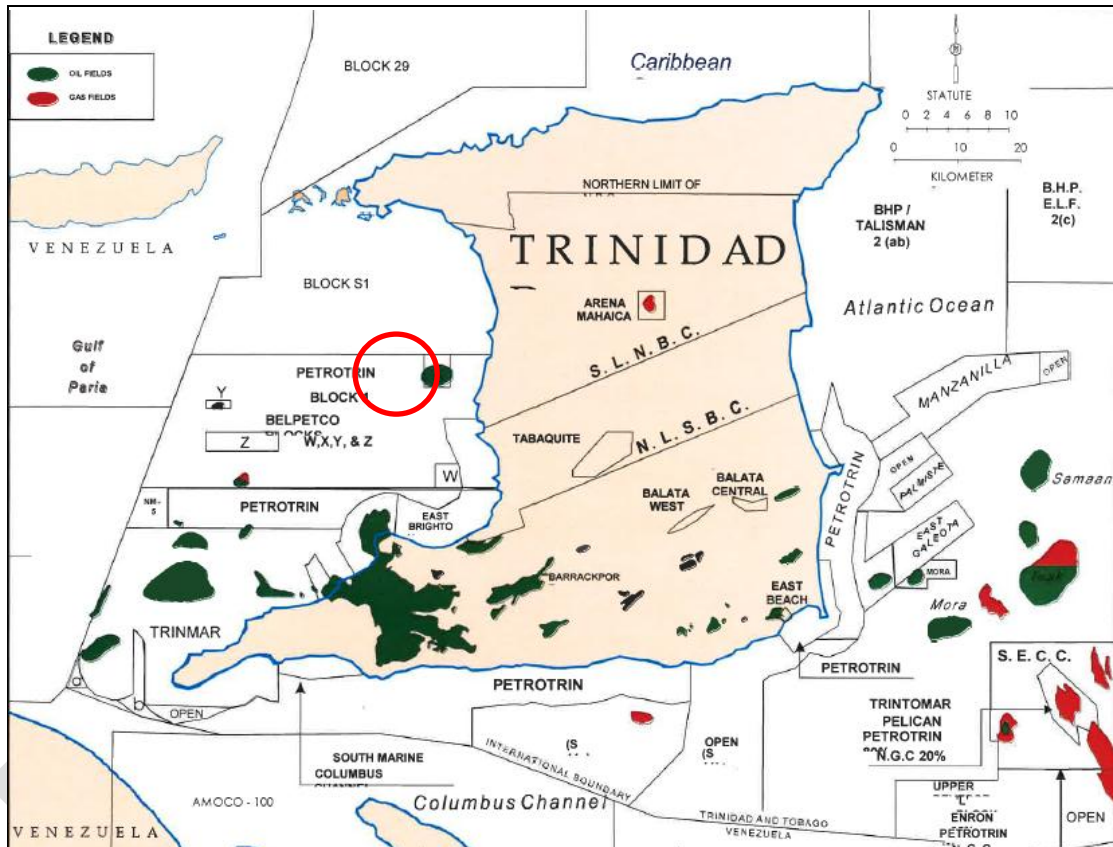 LEGEND
OIL FIELDS
GAS FIELDS
BLOCK 29
Caribbean
STATUTE
0 2 4 6 8 10
0 10 20
KILOMETER
NORTHERN LIMIT OF
B.H.P.
E.L.F.
2(c)
BHP /
TALISMAN
2 (ab)
VENEZUELA
TRINIDAD
BLOCK S1
ARENA
MAHAICA
Atlantic Ocean
Gulf
of
Paria
S. L. N. B. C.
PETROTRIN
BLOCK 1
MANZANILLA
OPEN
Y
BELPETCO
W,X,Y, & Z
Z
TABAQUITE
N. L. S. B. C.
W
OPEN
PALMISTE
PETROTRIN
Samaan
BALATA
WEST
BALATA
CENTRAL
NM-
5
PETROTRIN
EAST
BRIGHTO
EAST
GALEOTA
MORA
BARRACKPOR
EAST
BEACH
Teak
Mora
TRINMAR
PETROTRIN
S. E. C. C.
a
b
OPEN
PETROTRIN
TRINTOMAR
PELICAN
PETROTRIN
N.G.C 20%
(S
OPEN
(S
SOUTH MARINE
COLUMBUS
INTERNATIONAL BOUNDARY
AMOCO - 100
Columbus Channel
TRINIDAD AND TOBAGO
VENEZUELA
UPPER
ENRON
PETROTRIN
OPEN
VENEZUELA